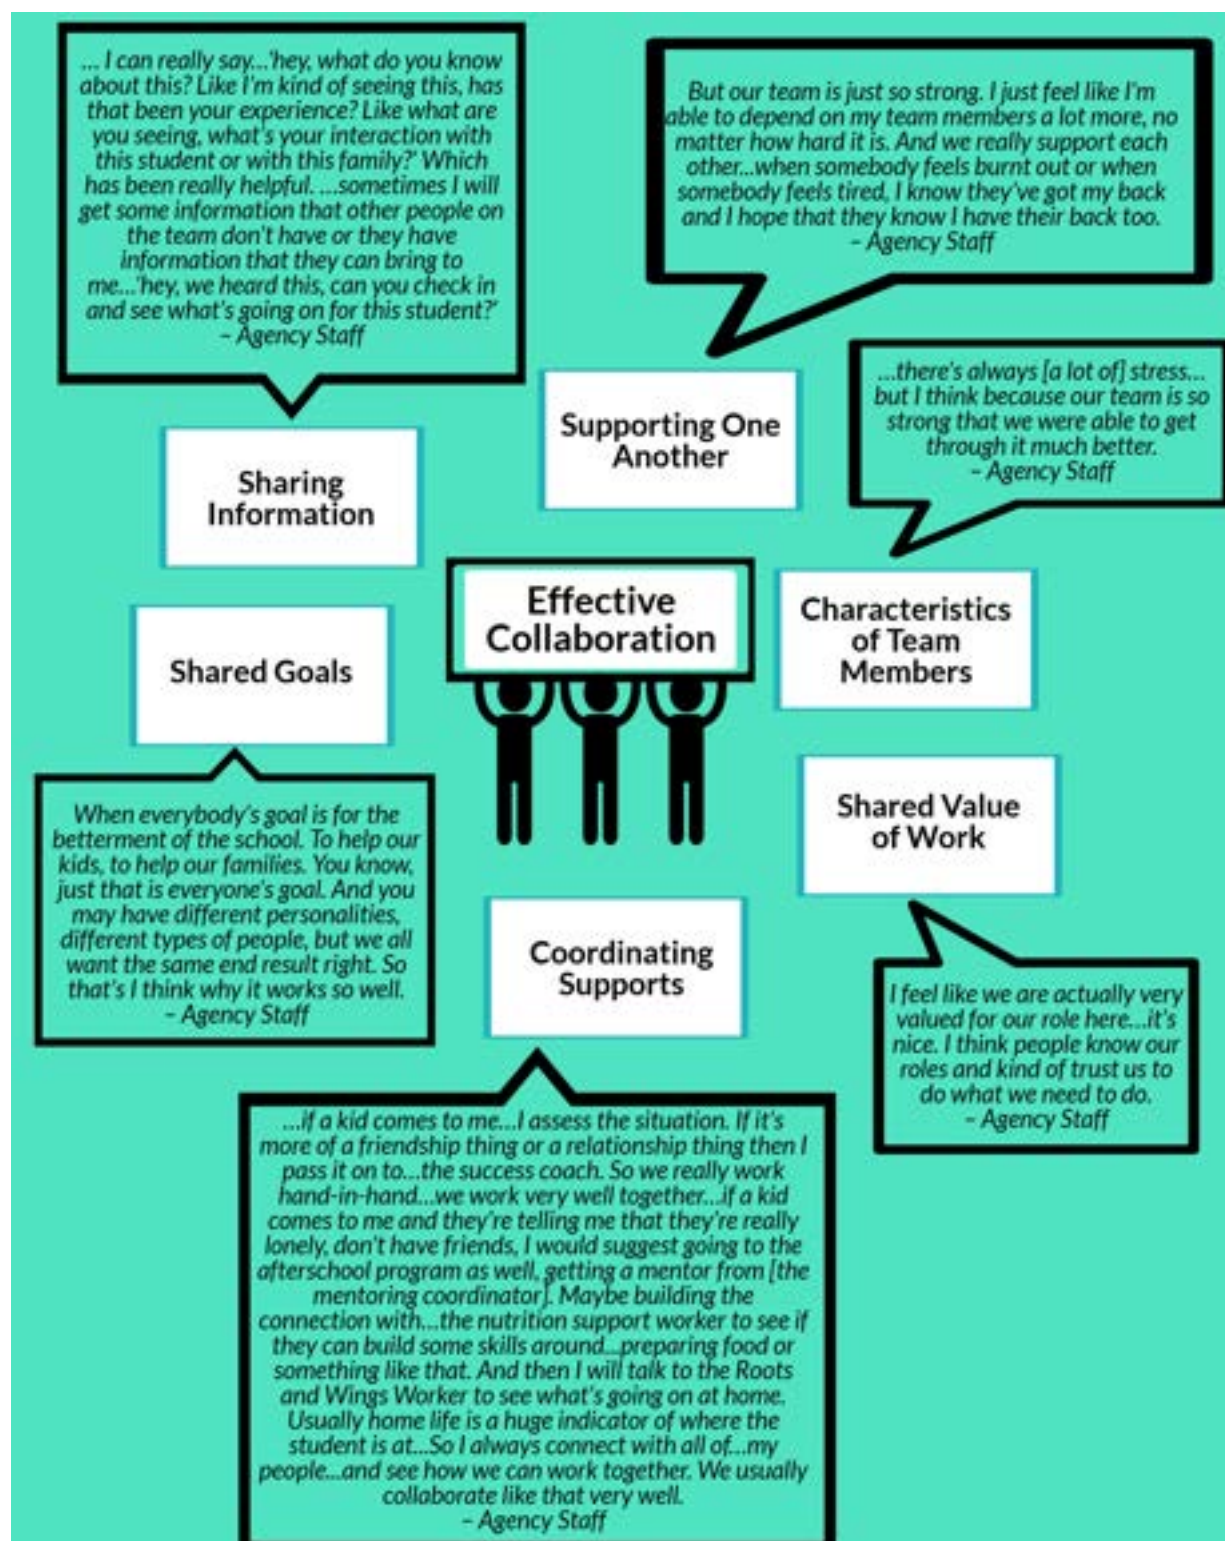 ... I can really say...'hey, what do you know
about this? Like I'm kind of seeing this, has
that been your experience? Like what are
you seeing, what's your interaction with
this student or with this family?' Which
has been really helpful. ...sometimes I will
get some information that other people on
the team don't have or they have
information that they can bring to
me...'hey, we heard this, can you check in
and see what's going on for this student?'
– Agency Staff
Sharing
Information
But our team is just so strong. I just feel like I'm
able to depend on my team members a lot more, no
matter how hard it is. And we really support each
other...when somebody feels burnt out or when
somebody feels tired, I know they've got my back
and I hope that they know I have their back too.
– Agency Staff
Supporting One
Another
...there's always [a lot of] stress...
but I think because our team is so
strong that we were able to get
through it much better.
– Agency Staff
Characteristics
of Team
Members
Effective
Collaboration
Shared Goals
When everybody's goal is for the
betterment of the school. To help our
kids, to help our families. You know,
just that is everyone's goal. And you
may have different personalities,
different types of people, but we all
want the same end result right. So
that's I think why it works so well.
– Agency Staff
Shared Value
of Work
I feel like we are actually very
valued for our role here...it's
nice. I think people know our
roles and kind of trust us to
do what we need to do.
– Agency Staff
Coordinating
Supports
...if a kid comes to me...I assess the situation. If it's
more of a friendship thing or a relationship thing then I
pass it on to...the success coach. So we really work
hand-in-hand...we work very well together...if a kid
comes to me and they're telling me that they're really
lonely, don't have friends, I would suggest going to the
afterschool program as well, getting a mentor from [the
mentoring coordinator]. Maybe building the
connection with...the nutrition support worker to see if
they can build some skills around...preparing food or
something like that. And then I will talk to the Roots
and Wings Worker to see what's going on at home.
Usually home life is a huge indicator of where the
student is at...So I always connect with all of...my
people...and see how we can work together. We usually
collaborate like that very well.
– Agency Staff